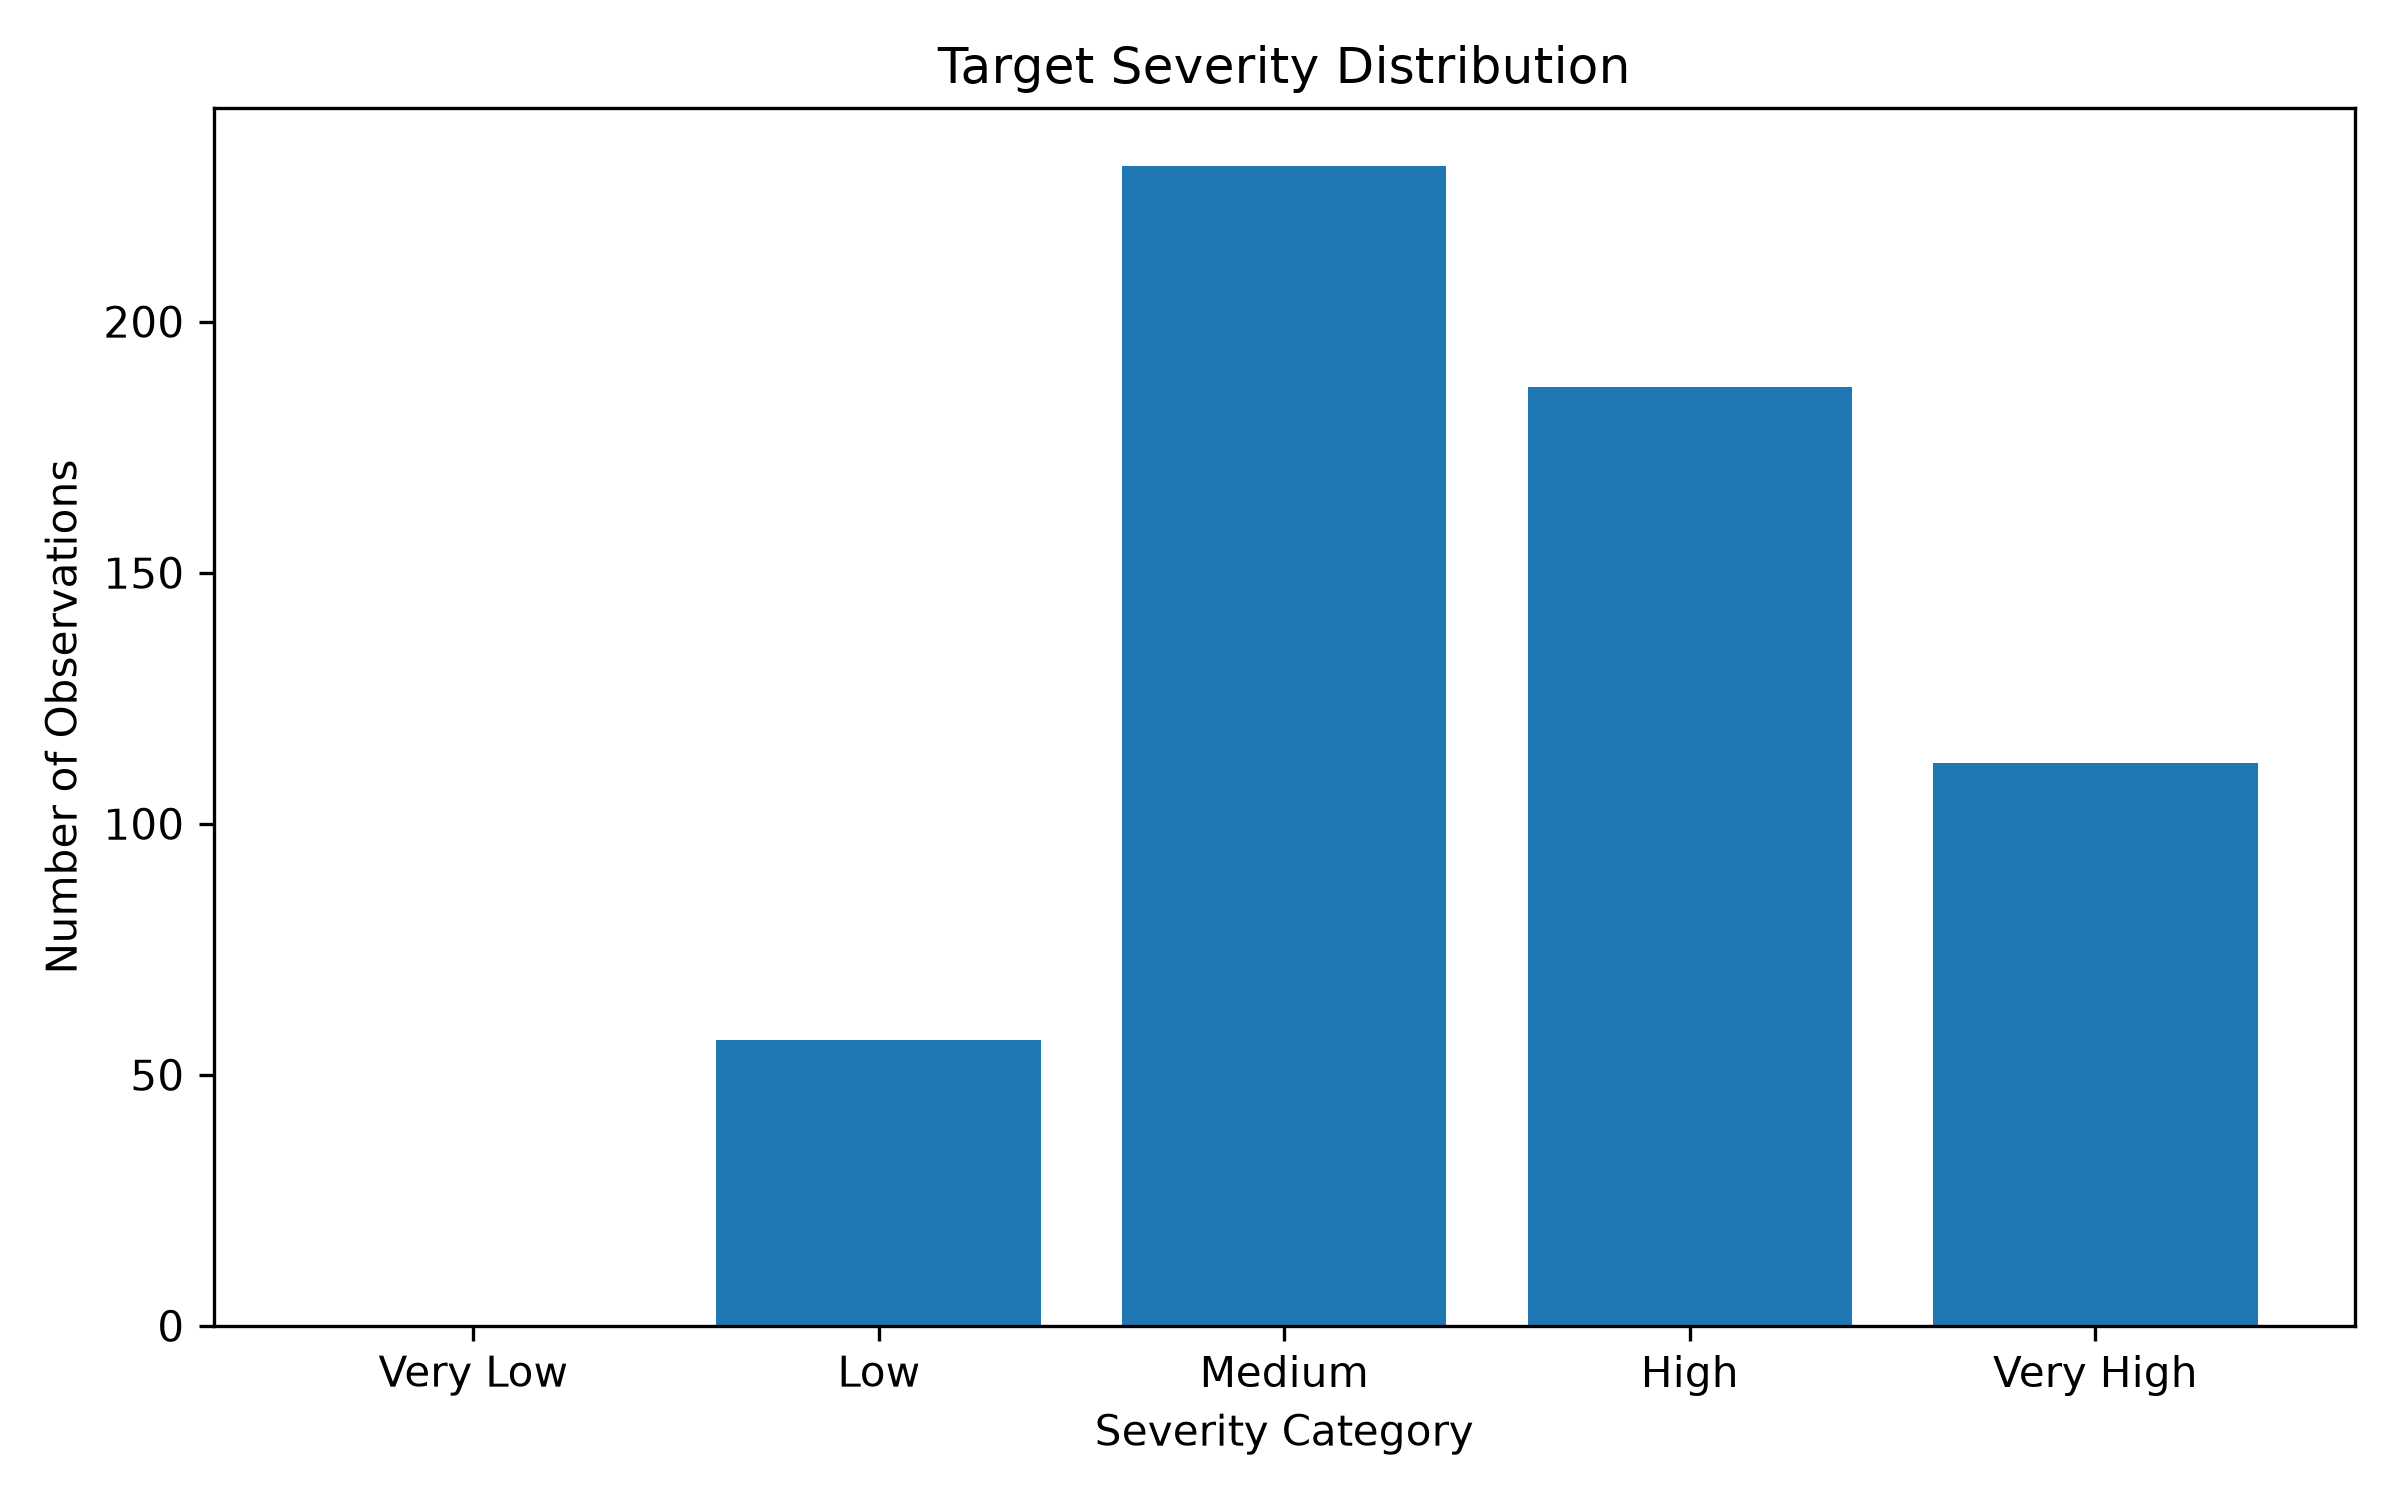 Target Severity Distribution
Number of Observations
200
150
100
50
0
Very Low
Low
Medium
High
Very High
Severity Category